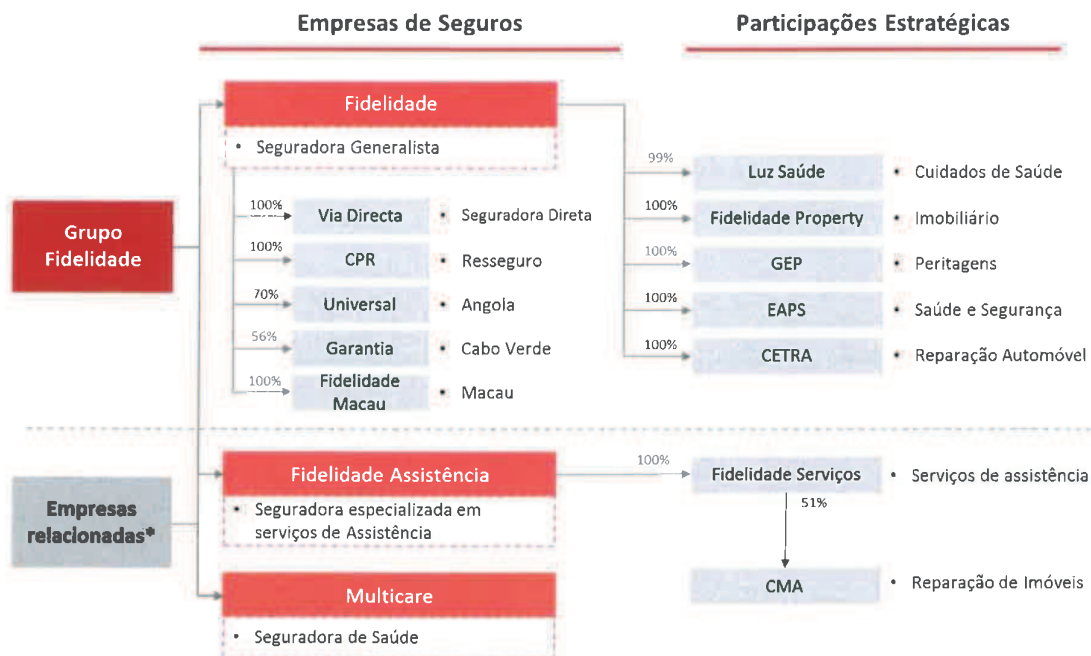 Empresas de Seguros
Participações Estratégicas
Fidelidade
• Seguradora Generalista
Grupo
Fidelidade
100%
Via Directa
• Seguradora Direta
100%
CPR
• Resseguro
70%
Universal
• Angola
56%
Garantia
• Cabo Verde
100%
Fidelidade
Macau
• Macau
99%
Luz Saúde
• Cuidados de Saúde
100%
Fidelidade Property
• Imobiliário
100%
GEP
• Peritagens
100%
EAPS
• Saúde e Segurança
100%
CETRA
• Reparação Automóvel
Empresas
relacionadas*
Fidelidade Assistência
• Seguradora especializada em
serviços de Assistência
100%
Fidelidade Serviços
• Serviços de assistência
51%
CMA
• Reparação de Imóveis
Multicare
• Seguradora de Saúde